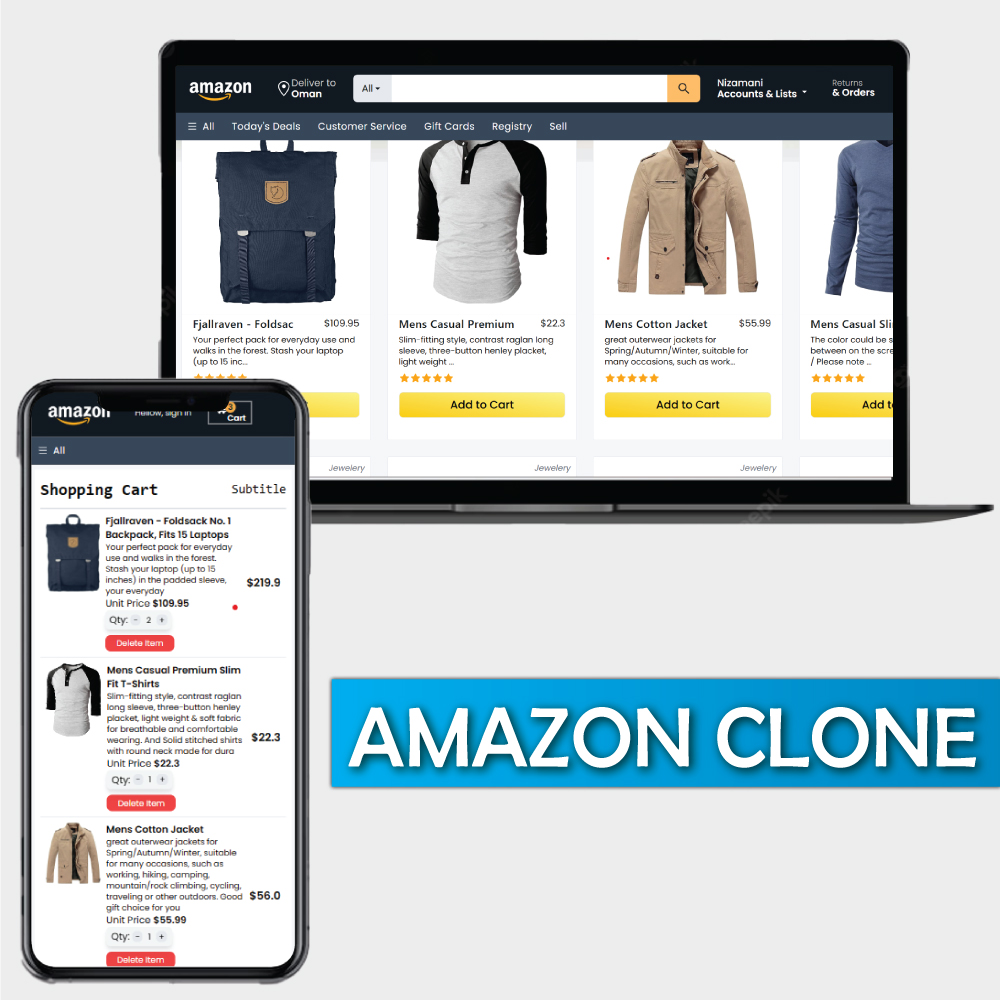 amazon
Deliver to
Oman
All
Nizamani
Accounts & Lists
Returns
& Orders
All Today's Deals Customer Service Gift Cards Registry Sell
Fjallraven - Foldsac $109.95
Your perfect pack for everyday use and
walks in the forest. Stash your laptop
(up to 15 inc...
Mens Casual Premium $22.3
Slim-fitting style, contrast raglan long
sleeve, three-button henley placket,
light weight ...
Add to Cart
Mens Cotton Jacket $55.99
great outerwear jackets for
Spring/Autumn/Winter, suitable for
many occasions, such as work...
Add to Cart
Mens Casual Sli
The color could be s
between on the scre
/ Please note ...
Add to
Jewelery
Jewelery
Jewelery
amazon
Hellow, sign in
3
Cart
All
Shopping Cart Subtitle
Fjallraven - Foldsack No. 1
Backpack, Fits 15 Laptops
Your perfect pack for everyday
use and walks in the forest.
Stash your laptop (up to 15
inches) in the padded sleeve,
your everyday
$219.9
Unit Price $109.95
Qty: - 2 +
Delete Item
Mens Casual Premium Slim
Fit T-Shirts
Slim-fitting style, contrast raglan
long sleeve, three-button henley
placket, light weight & soft fabric
for breathable and comfortable
wearing. And Solid stitched shirts
with round neck made for dura
$22.3
Unit Price $22.3
Qty: - 1 +
Delete Item
Mens Cotton Jacket
great outerwear jackets for
Spring/Autumn/Winter, suitable
for many occasions, such as
working, hiking, camping,
mountain/rock climbing, cycling,
traveling or other outdoors. Good
gift choice for you
$56.0
Unit Price $55.99
Qty: - 1 +
Delete Item
AMAZON CLONE